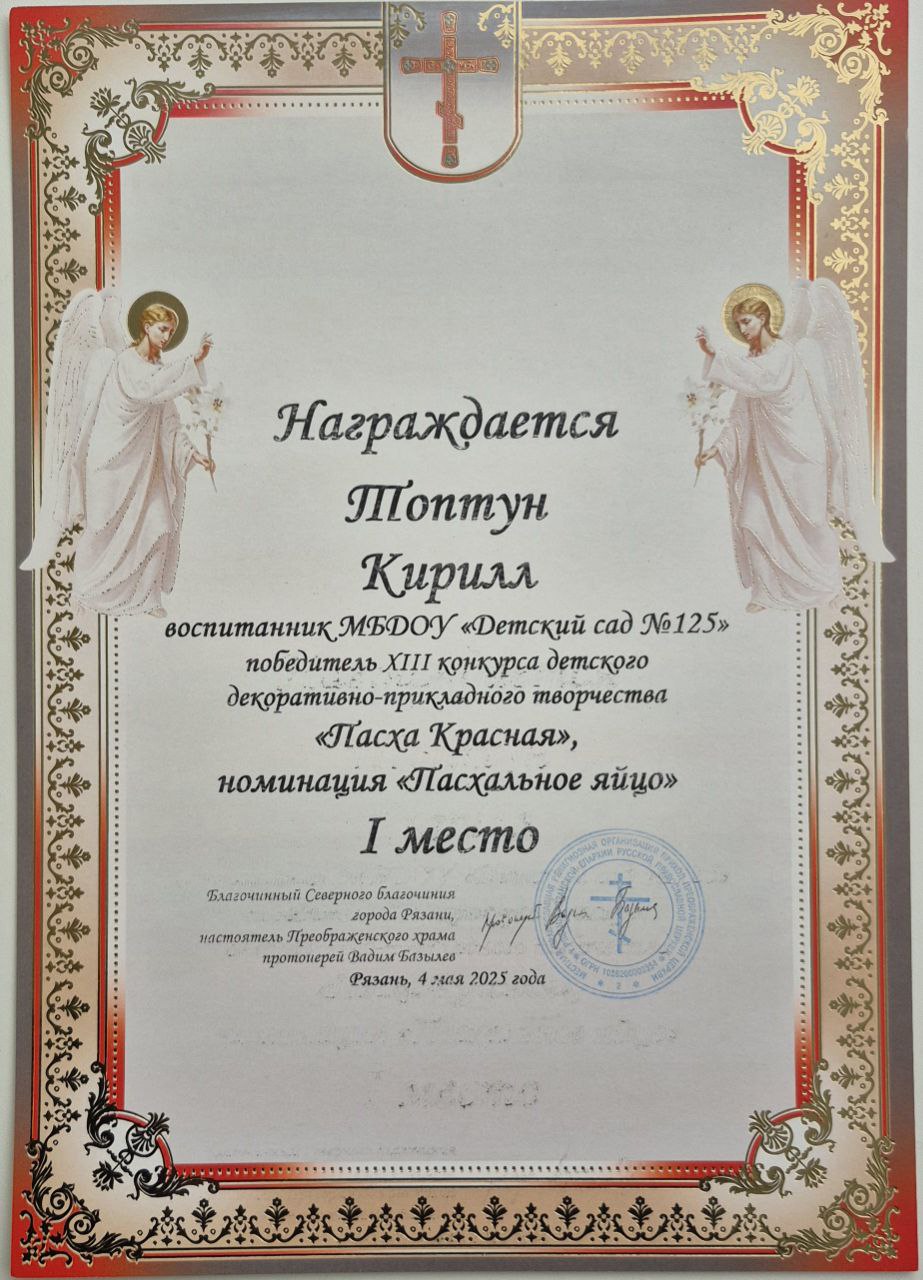 Награждается
Топтун
Кирилл
воспитанник МБДОУ «Детский сад №125»
победитель XIII конкурса детского
декоративно-прикладного творчества
«Пасха Красная»,
номинация «Пасхальное яйцо»
I место
Благочинный Северного благочиния
города Рязани,
настоятель Преображенского храма
протоиерей Вадим Базылев
Рязань, 4 мая 2025 года